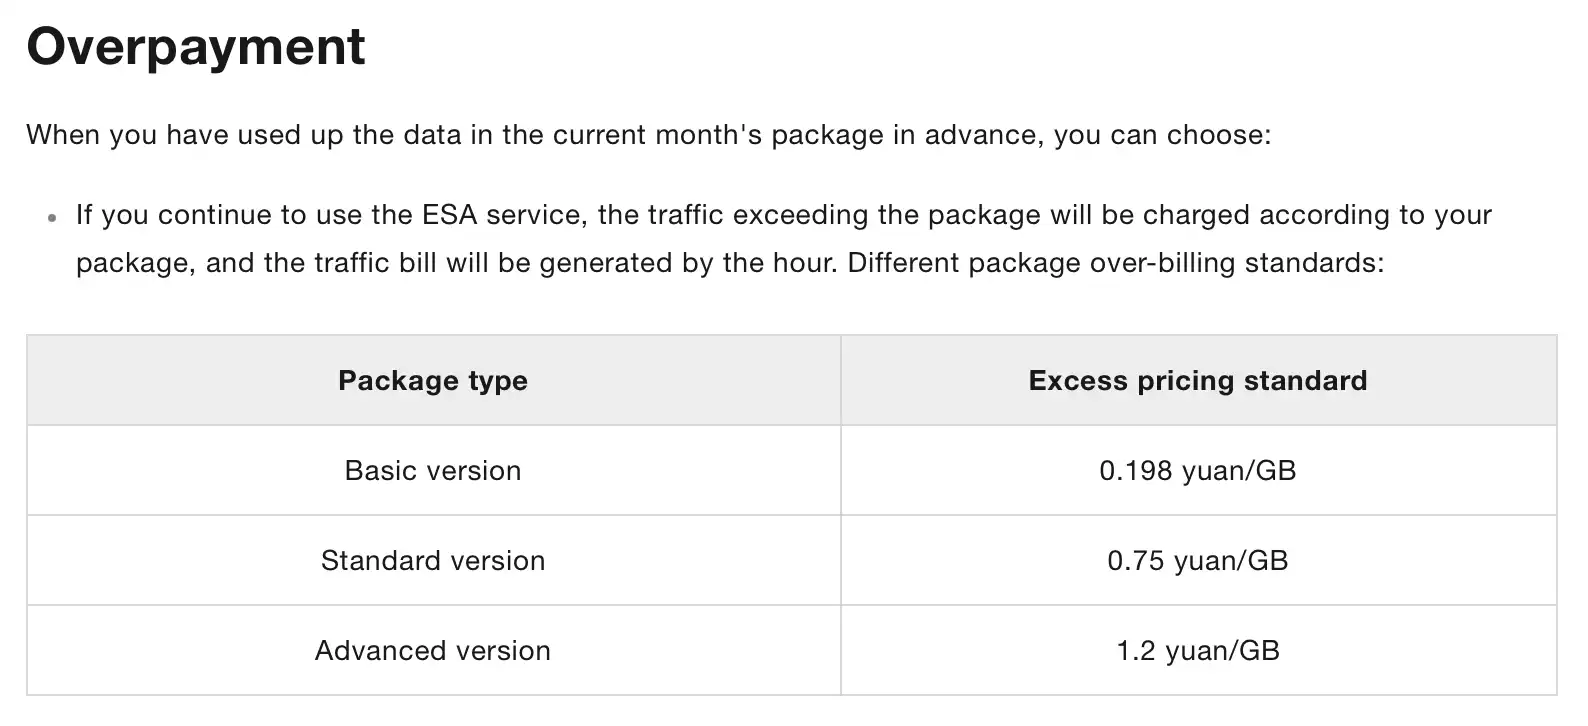 Overpayment
When you have used up the data in the current month's package in advance, you can choose:
If you continue to use the ESA service, the traffic exceeding the package will be charged according to your
package, and the traffic bill will be generated by the hour. Different package over-billing standards:
Package type Excess pricing standard
Basic version 0.198 yuan/GB
Standard version 0.75 yuan/GB
Advanced version 1.2 yuan/GB